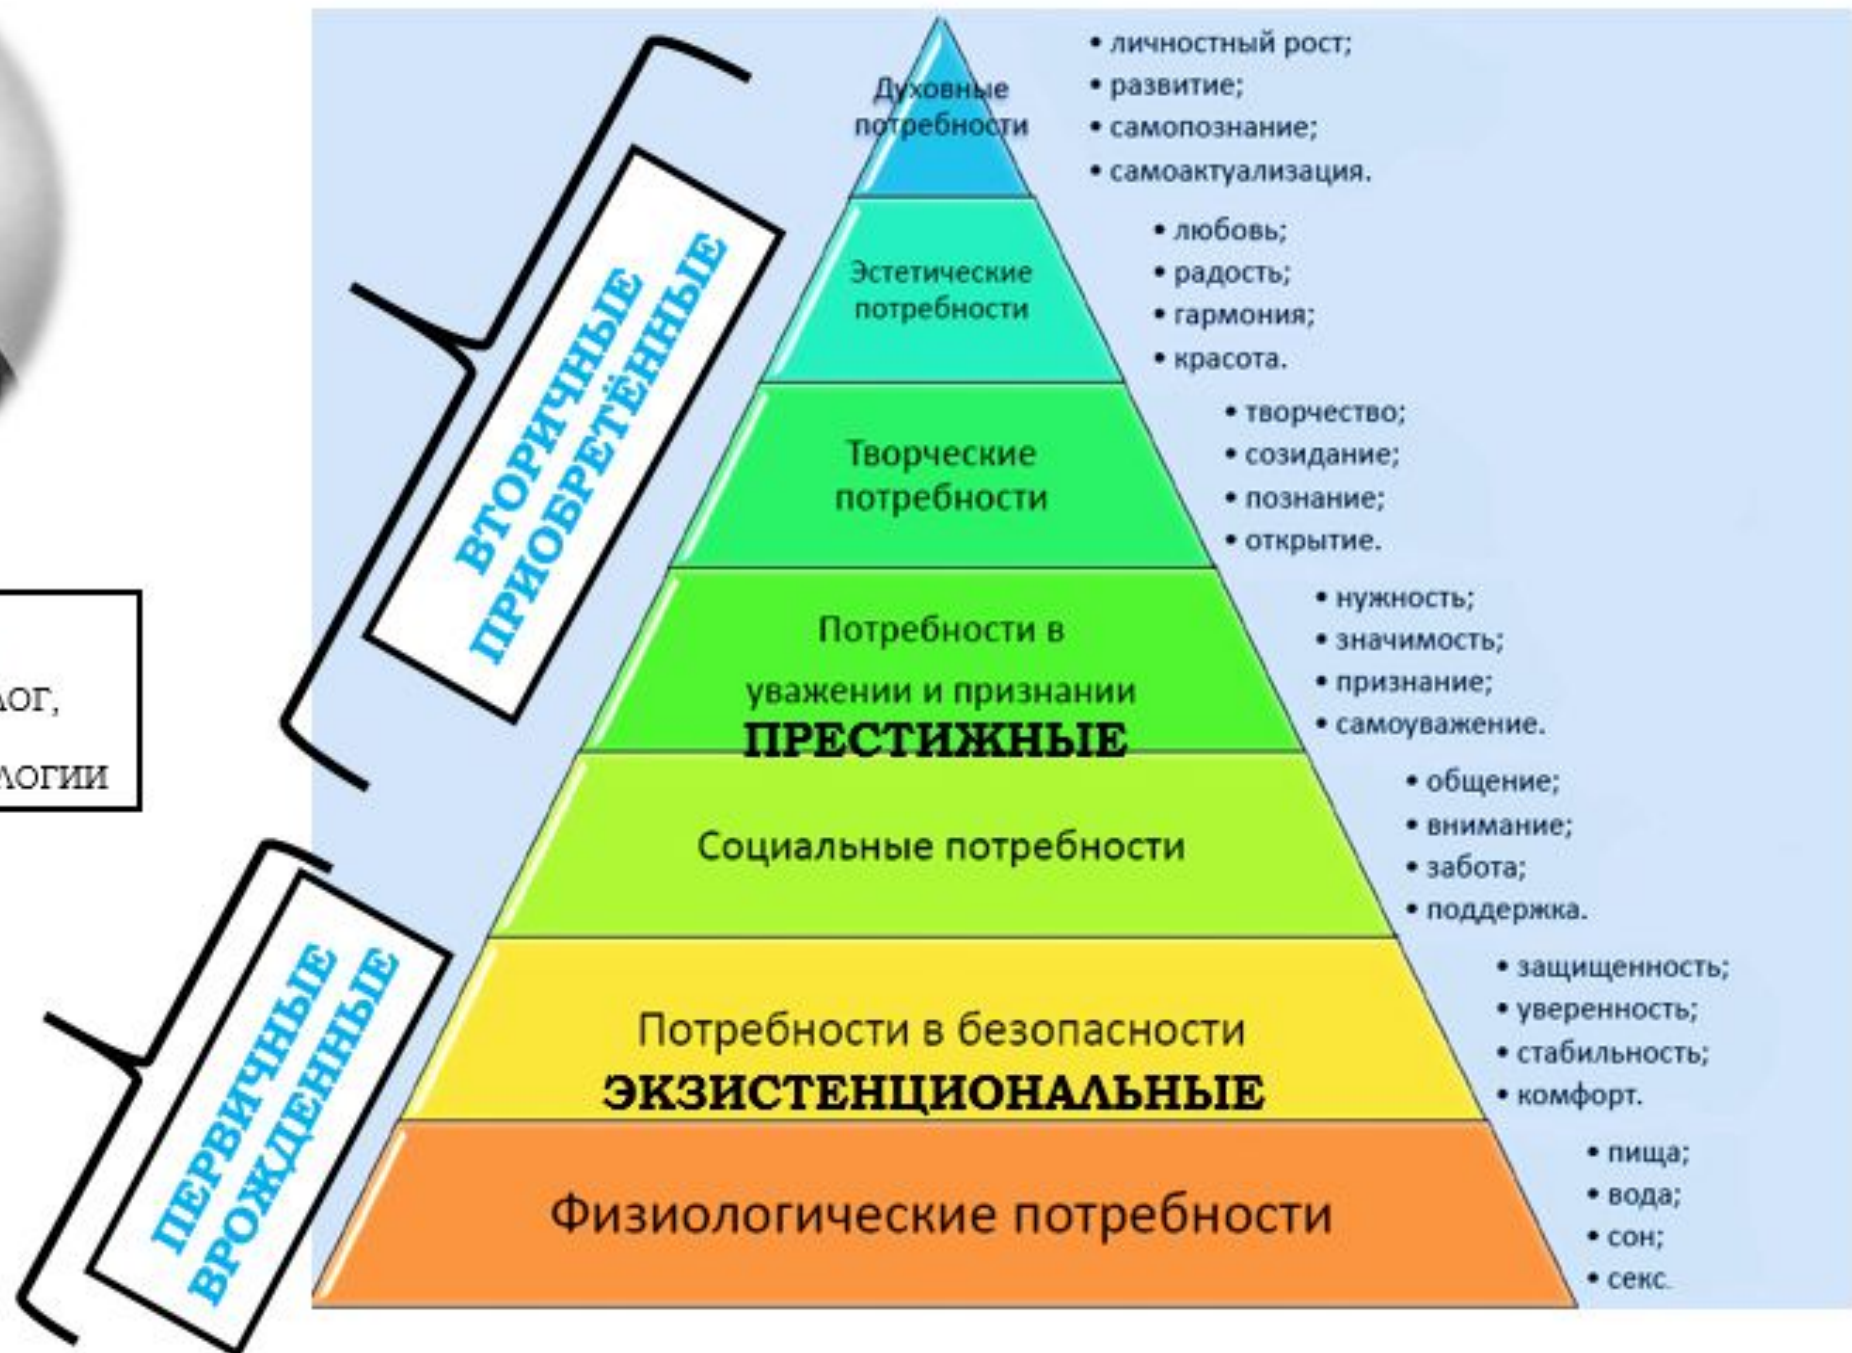 Духовные
потребности
• личностный рост;
• развитие;
• самопознание;
• самоактуализация.
Эстетические
потребности
• любовь;
• радость;
• гармония;
• красота.
Творческие
потребности
• творчество;
• созидание;
• познание;
• открытие.
Потребности в
уважении и признании
ПРЕСТИЖНЫЕ
• нужность;
• значимость;
• признание;
• самоуважение.
Социальные потребности
• общение;
• внимание;
• забота;
• поддержка.
Потребности в безопасности
ЭКЗИСТЕНЦИОНАЛЬНЫЕ
• защищенность;
• уверенность;
• стабильность;
• комфорт.
Физиологические потребности
• пища;
• вода;
• сон;
• секс.
ВТОРИЧНЫЕ
ПРИОБРЕТЁННЫЕ
ПЕРВИЧНЫЕ
ВРОЖДЕННЫЕ